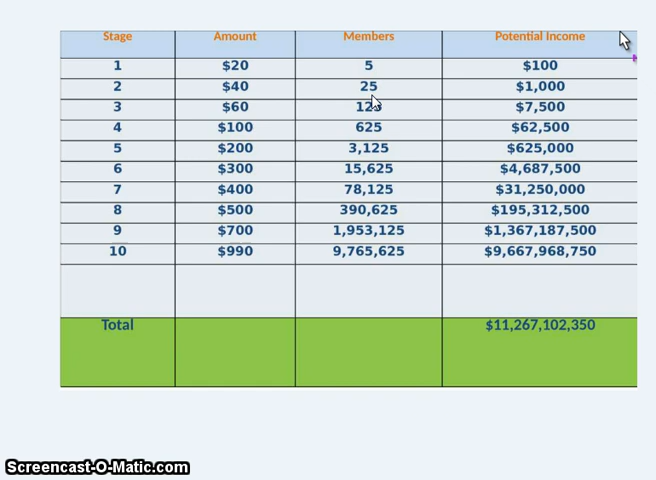 Stage Amount Members Potential Income
1 $20 5 $100
2 $40 25 $1,000
3 $60 125 $7,500
4 $100 625 $62,500
5 $200 3,125 $625,000
6 $300 15,625 $4,687,500
7 $400 78,125 $31,250,000
8 $500 390,625 $195,312,500
9 $700 1,953,125 $1,367,187,500
10 $990 9,765,625 $9,667,968,750
Total $11,267,102,350
Screencast-O-Matic.com